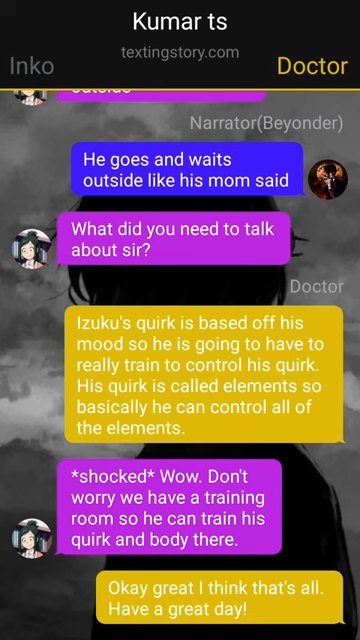 Kumar ts
textingstory.com
Inko
Doctor
outside
Narrator(Beyonder)
He goes and waits
outside like his mom said
What did you need to talk
about sir?
Doctor
Izuku's quirk is based off his
mood so he is going to have to
really train to control his quirk.
His quirk is called elements so
basically he can control all of
the elements.
*shocked* Wow. Don't
worry we have a training
room so he can train his
quirk and body there.
Okay great I think that's all.
Have a great day!